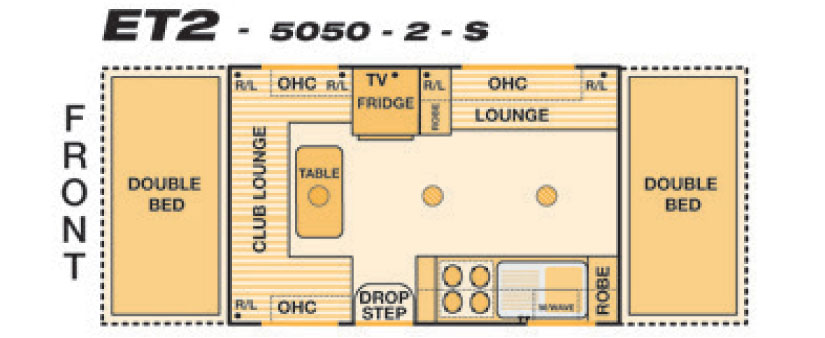 ET2 - 5050 - 2 - S
FRONT
DOUBLE
BED
R/L
OHC
R/L
TV
FRIDGE
R/L
ROBE
OHC
R/L
LOUNGE
CLUB LOUNGE
TABLE
DOUBLE
BED
R/L
OHC
DROP
STEP
M/WAVE
ROBE